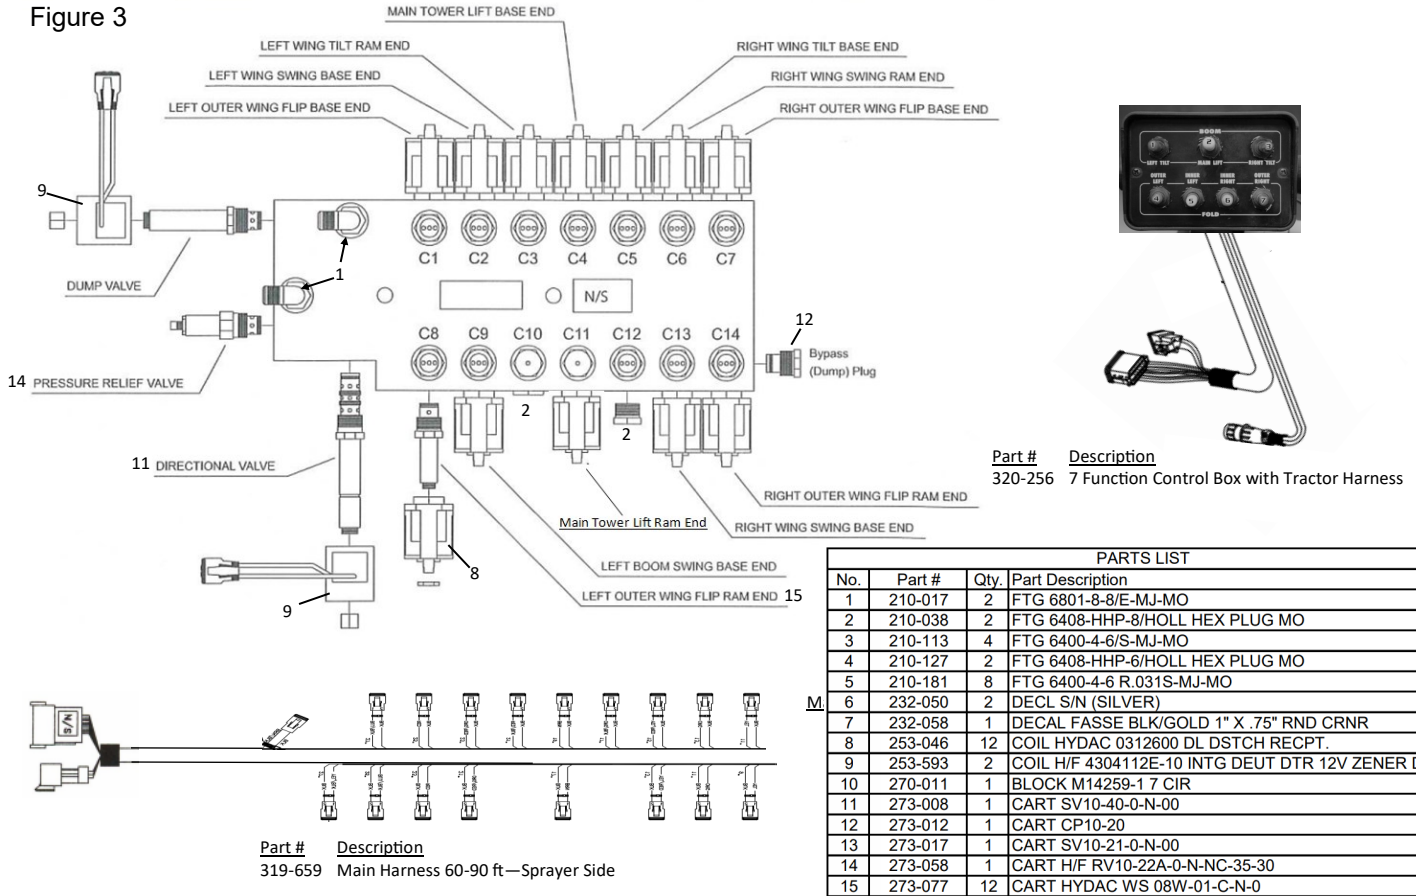 Figure 3
MAIN TOWER LIFT BASE END
LEFT WING TILT RAM END
RIGHT WING TILT BASE END
LEFT WING SWING BASE END
RIGHT WING SWING RAM END
LEFT OUTER WING FLIP BASE END
RIGHT OUTER WING FLIP BASE END
9
1
DUMP VALVE
C1 C2 C3 C4 C5 C6 C7
N/S
C8 C9 C10 C11 C12 C13 C14
12
Bypass
(Dump) Plug
14 PRESSURE RELIEF VALVE
2
2
11 DIRECTIONAL VALVE
RIGHT OUTER WING FLIP RAM END
Main Tower Lift Ram End
RIGHT WING SWING BASE END
LEFT BOOM SWING BASE END
8
LEFT OUTER WING FLIP RAM END 15
9
BOOM
2
LEFT TILT
MAIN LIFT
RIGHT TILT
OUTER LEFT
INNER LEFT
INNER RIGHT
OUTER RIGHT
4 5 6 7
FOLD
Part # Description
320-256 7 Function Control Box with Tractor Harness
S/N
Part # Description
319-659 Main Harness 60-90 ft—Sprayer Side
PARTS LIST
No. Part # Qty. Part Description
1 210-017 2 FTG 6801-8-8/E-MJ-MO
2 210-038 2 FTG 6408-HHP-8/HOLL HEX PLUG MO
3 210-113 4 FTG 6400-4-6/S-MJ-MO
4 210-127 2 FTG 6408-HHP-6/HOLL HEX PLUG MO
5 210-181 8 FTG 6400-4-6 R.031S-MJ-MO
6 232-050 2 DECL S/N (SILVER)
7 232-058 1 DECAL FASSE BLK/GOLD 1" X .75" RND CRNR
8 253-046 12 COIL HYDAC 0312600 DL DSTCH RECPT.
9 253-593 2 COIL H/F 4304112E-10 INTG DEUT DTR 12V ZENER
10 270-011 1 BLOCK M14259-1 7 CIR
11 273-008 1 CART SV10-40-0-N-00
12 273-012 1 CART CP10-20
13 273-017 1 CART SV10-21-0-N-00
14 273-058 1 CART H/F RV10-22A-0-N-NC-35-30
15 273-077 12 CART HYDAC WS 08W-01-C-N-0